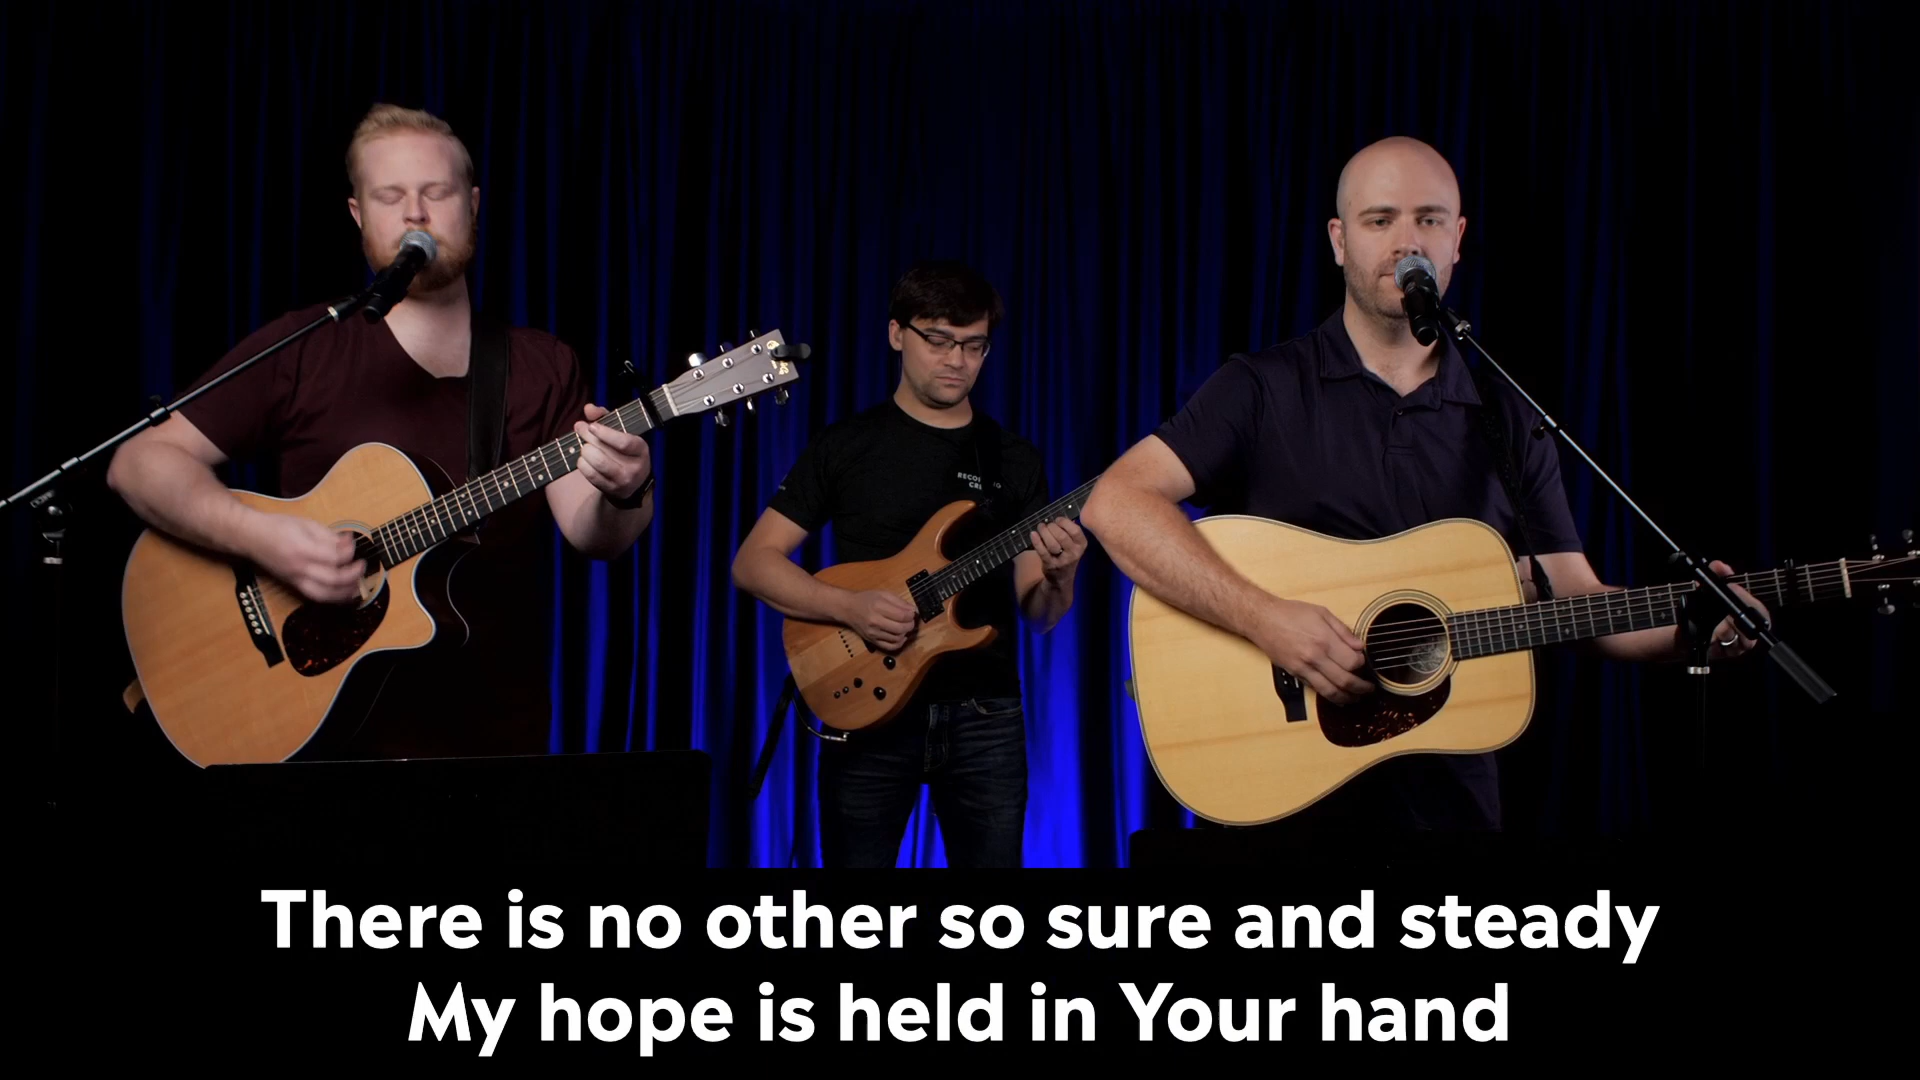 There is no other so sure and steady
My hope is held in Your hand